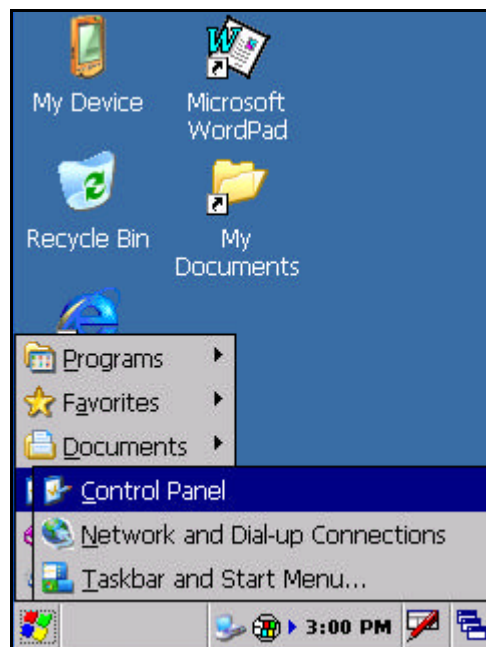 My Device
Microsoft
WordPad
Recycle Bin
My
Documents
Programs
Favorites
Documents
Control Panel
Network and Dial-up Connections
Taskbar and Start Menu...
3:00 PM